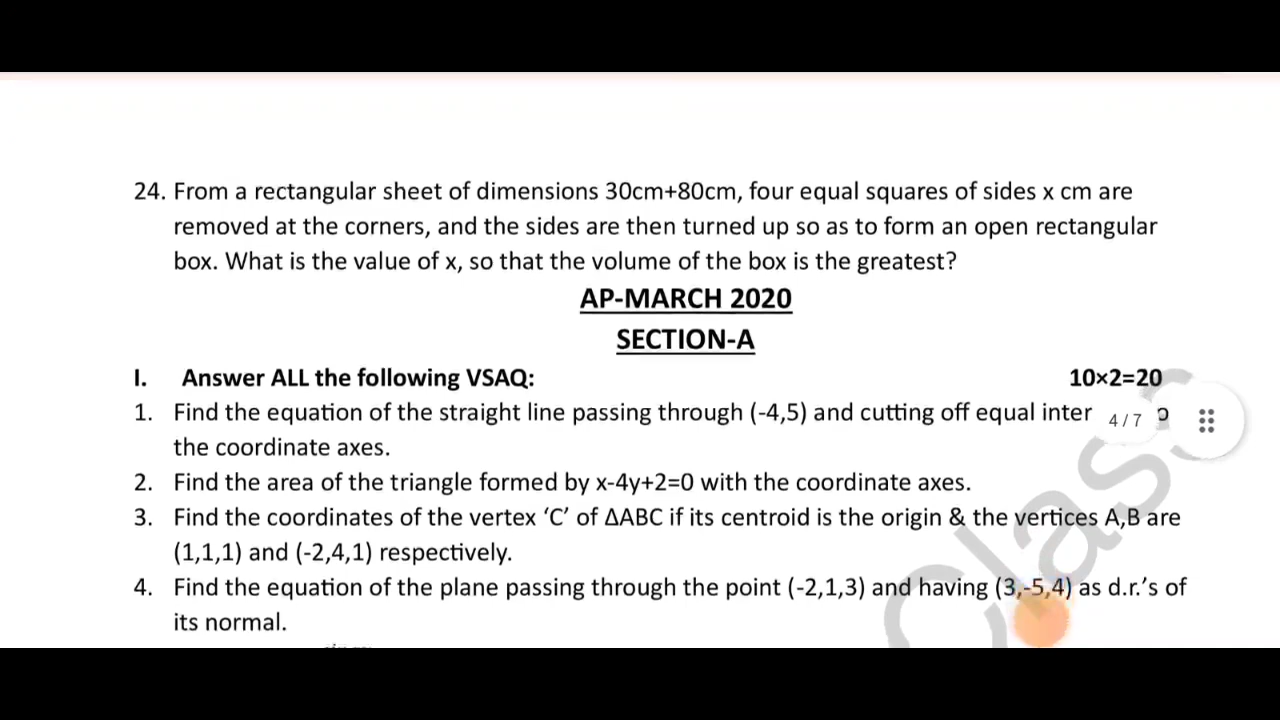 24. From a rectangular sheet of dimensions 30cm+80cm, four equal squares of sides x cm are
removed at the corners, and the sides are then turned up so as to form an open rectangular
box. What is the value of x, so that the volume of the box is the greatest?
AP-MARCH 2020
SECTION-A
I. Answer ALL the following VSAQ: 10×2=20
1. Find the equation of the straight line passing through (-4,5) and cutting off equal inter
4/7
the coordinate axes.
2. Find the area of the triangle formed by x-4y+2=0 with the coordinate axes.
3. Find the coordinates of the vertex ‘C’ of ΔABC if its centroid is the origin & the vertices A,B are
(1,1,1) and (-2,4,1) respectively.
4. Find the equation of the plane passing through the point (-2,1,3) and having (3,-5,4) as d.r.’s of
its normal.
Class